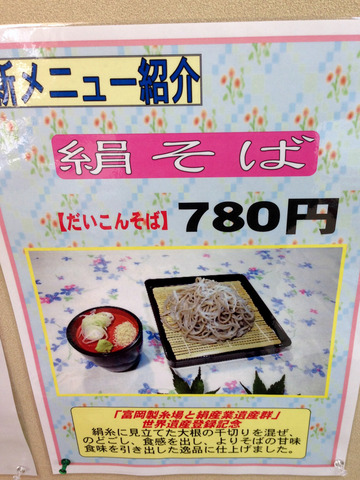 新メニュー紹介
絹そば
【だいこんそば】 780円
「富岡製糸場と絹産業遺産群」
世界遺産登録記念
絹糸に見立てた大根の千切りを混ぜ、
のどごし、食感を出し、よりそばの甘味
食味を引き出した逸品に仕上げました。